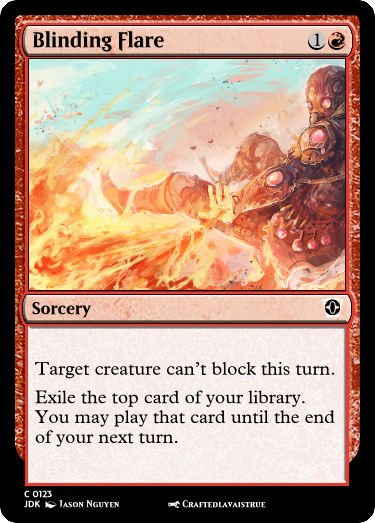 Blinding Flare 1
Sorcery
Target creature can't block this turn.
Exile the top card of your library.
You may play that card until the end
of your next turn.
C 0123
JDK Jason Nguyen Craftedlavaistrue